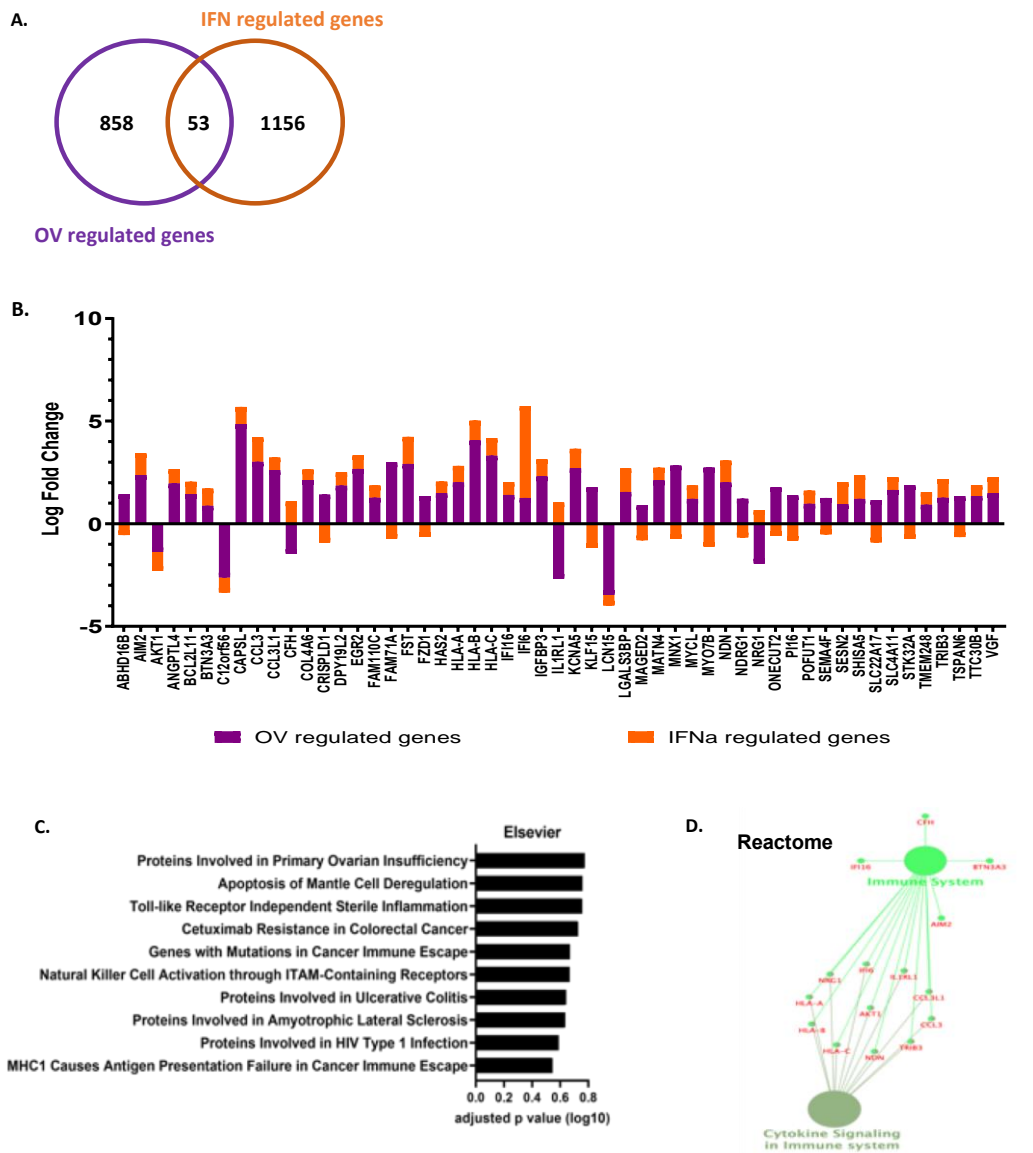 A.
IFN regulated genes
858
53
1156
OV regulated genes
B.
Log Fold Change
10
5
0
-5
ABHD16B
AIM2
AKT1
ANGPTL4
BCL2L11
BTN3A3
C12orf56
CAPSL
CCL3
CCL3L1
CFH
CRISPLD1
DPY19L2
EGR2
FAM110C
FAM71A
FST
FZD1
HAS2
HLA-A
HLA-B
HLA-C
IFI16
IFI6
IGFBP3
IL1RL1
KCNA5
KLF15
LCN15
LGALS3BP
MAGED2
MATN4
MNX1
MYCL
MYO7B
NDN
NDRG1
NRG1
ONECUT2
PI16
POFUT1
SEMA4F
SESN2
SHISA5
SLC22A17
SLC4A11
STK32A
TMEM248
TRIB3
TSPAN6
TTC30B
VGF
OV regulated genes
IFNa regulated genes
C.
Elsevier
Proteins Involved in Primary Ovarian Insufficiency
Apoptosis of Mantle Cell Deregulation
Toll-like Receptor Independent Sterile Inflammation
Cetuximab Resistance in Colorectal Cancer
Genes with Mutations in Cancer Immune Escape
Natural Killer Cell Activation through ITAM-Containing Receptors
Proteins Involved in Ulcerative Colitis
Proteins Involved in Amyotrophic Lateral Sclerosis
Proteins Involved in HIV Type 1 Infection
MHC1 Causes Antigen Presentation Failure in Cancer Immune Escape
0.0 0.2 0.4 0.6 0.8
adjusted p value (log10)
D.
Reactome
CFH
IFI16
BTN3A3
Immune System
AIM2
NRG1
IFI6
IL1RL1
HLA-A
CCL3L1
AKT1
HLA-B
CCL3
HLA-C
NDN
TRIB3
Cytokine Signaling
in Immune system